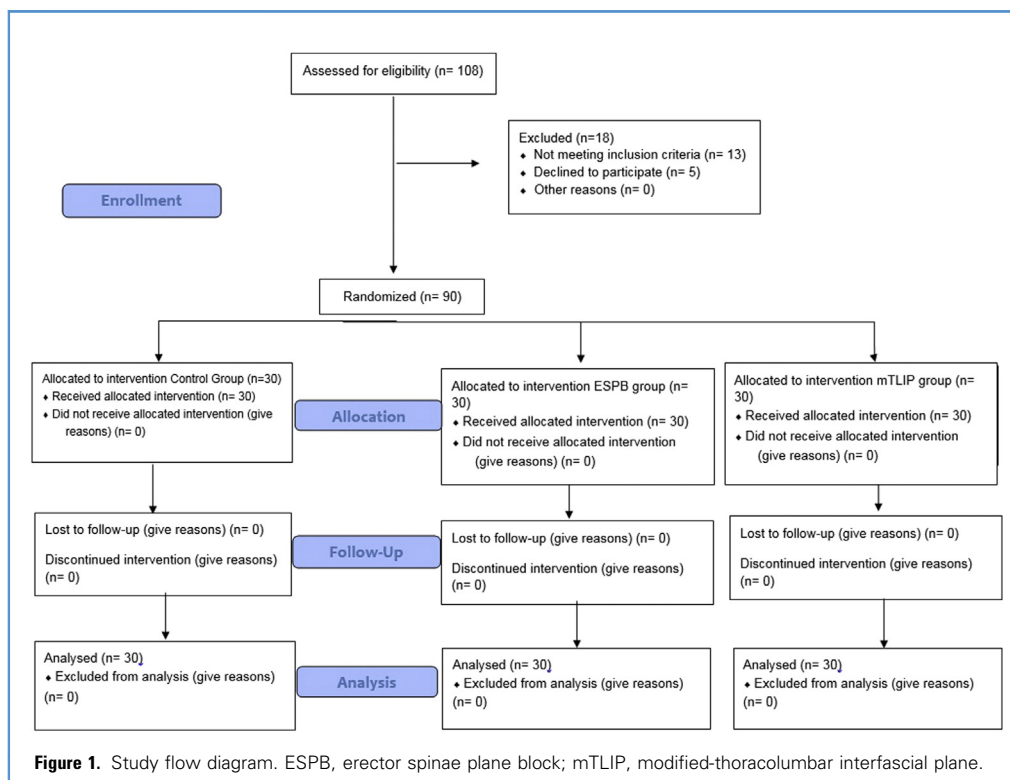 Assessed for eligibility (n= 108)
Excluded (n=18)
⬧ Not meeting inclusion criteria (n= 13)
⬧ Declined to participate (n= 5)
⬧ Other reasons (n= 0)
Enrollment
Randomized (n= 90)
Allocated to intervention Control Group (n=30)
⬧ Received allocated intervention (n= 30)
⬧ Did not receive allocated intervention (give
reasons) (n= 0)
Allocation
Allocated to intervention ESPB group (n=
30)
⬧ Received allocated intervention (n= 30)
⬧ Did not receive allocated intervention
(give reasons) (n= 0)
Allocated to intervention mTLIP group (n=
30)
⬧ Received allocated intervention (n= 30)
⬧ Did not receive allocated intervention
(give reasons) (n= 0)
Lost to follow-up (give reasons) (n= 0)
Discontinued intervention (give reasons)
(n= 0)
Follow-Up
Lost to follow-up (give reasons) (n= 0)
Discontinued intervention (give reasons)
(n= 0)
Lost to follow-up (give reasons) (n= 0)
Discontinued intervention (give reasons)
(n= 0)
Analysed (n= 30)
⬧ Excluded from analysis (give reasons)
(n= 0)
Analysis
Analysed (n= 30)
⬧ Excluded from analysis (give reasons)
(n= 0)
Analysed (n= 30)
⬧ Excluded from analysis (give reasons)
(n= 0)
Figure 1. Study flow diagram. ESPB, erector spinae plane block; mTLIP, modified-thoracolumbar interfascial plane.